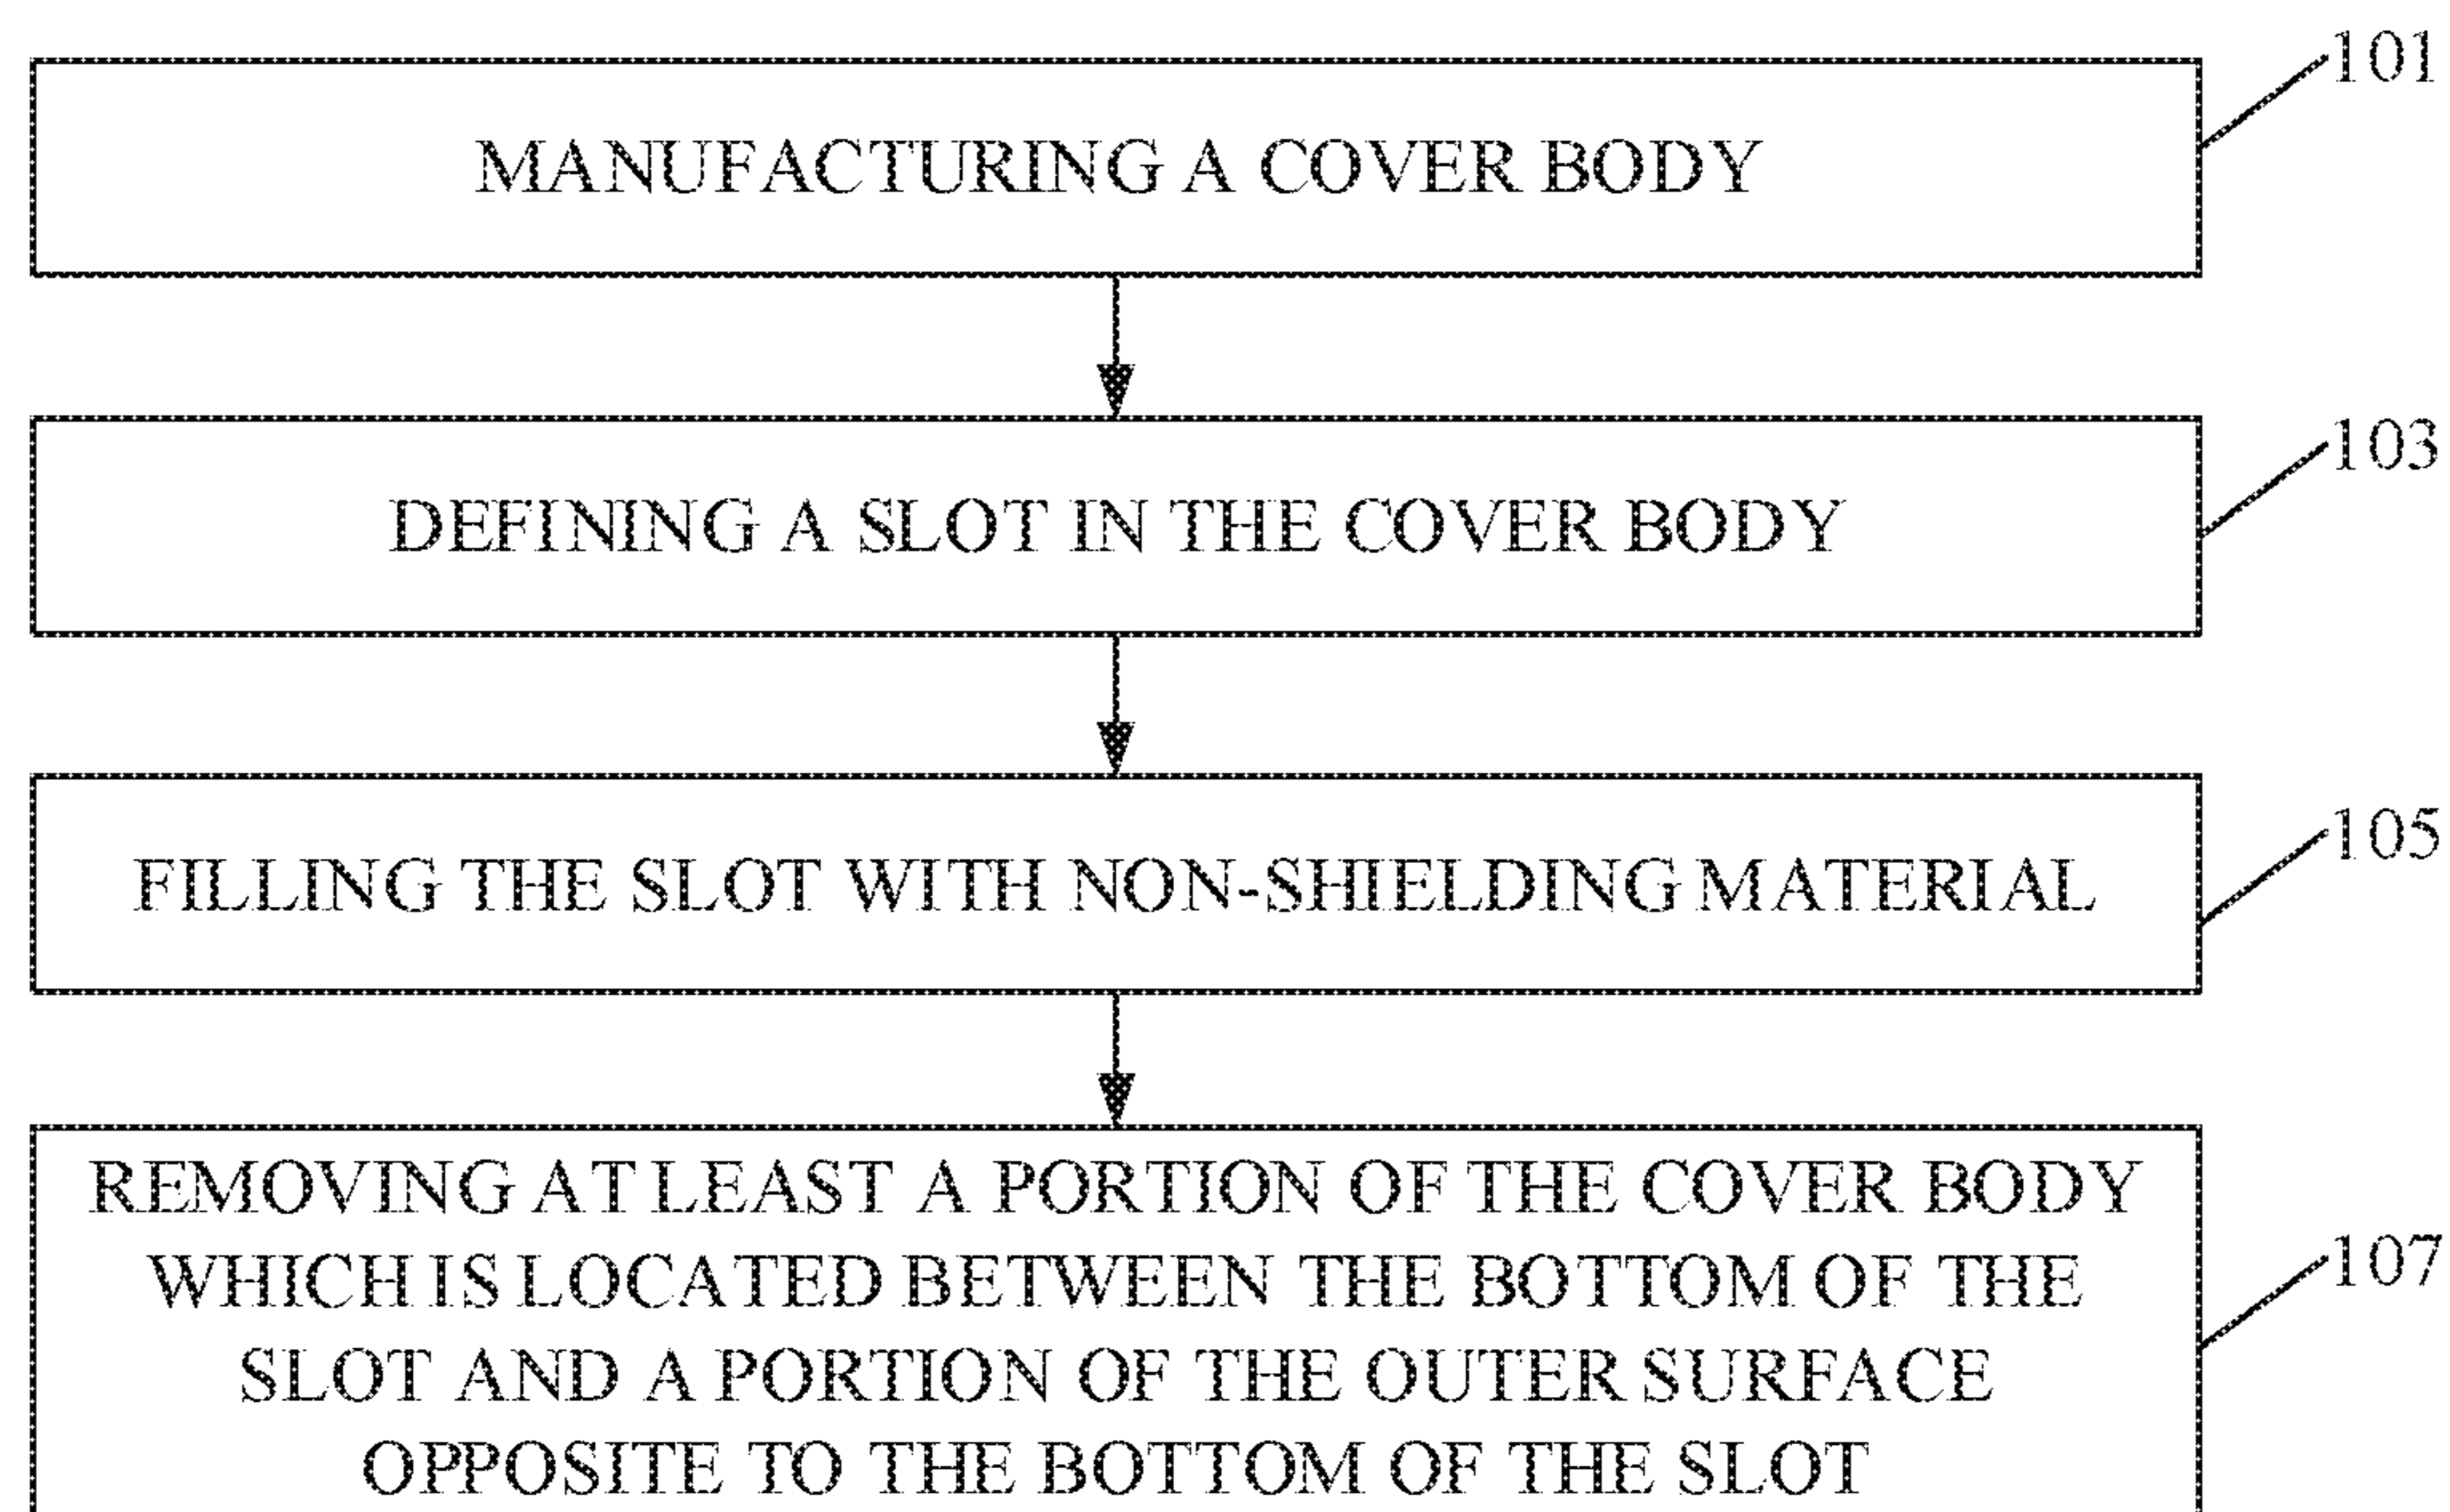 101
MANUFACTURING A COVER BODY
103
DEFINING A SLOT IN THE COVER BODY
105
FILLING THE SLOT WITH NON-SHIELDING MATERIAL
REMOVING AT LEAST A PORTION OF THE COVER BODY
WHICH IS LOCATED BETWEEN THE BOTTOM OF THE
107
SLOT AND A PORTION OF THE OUTER SURFACE
OPPOSITE TO THE BOTTOM OF THE SLOT